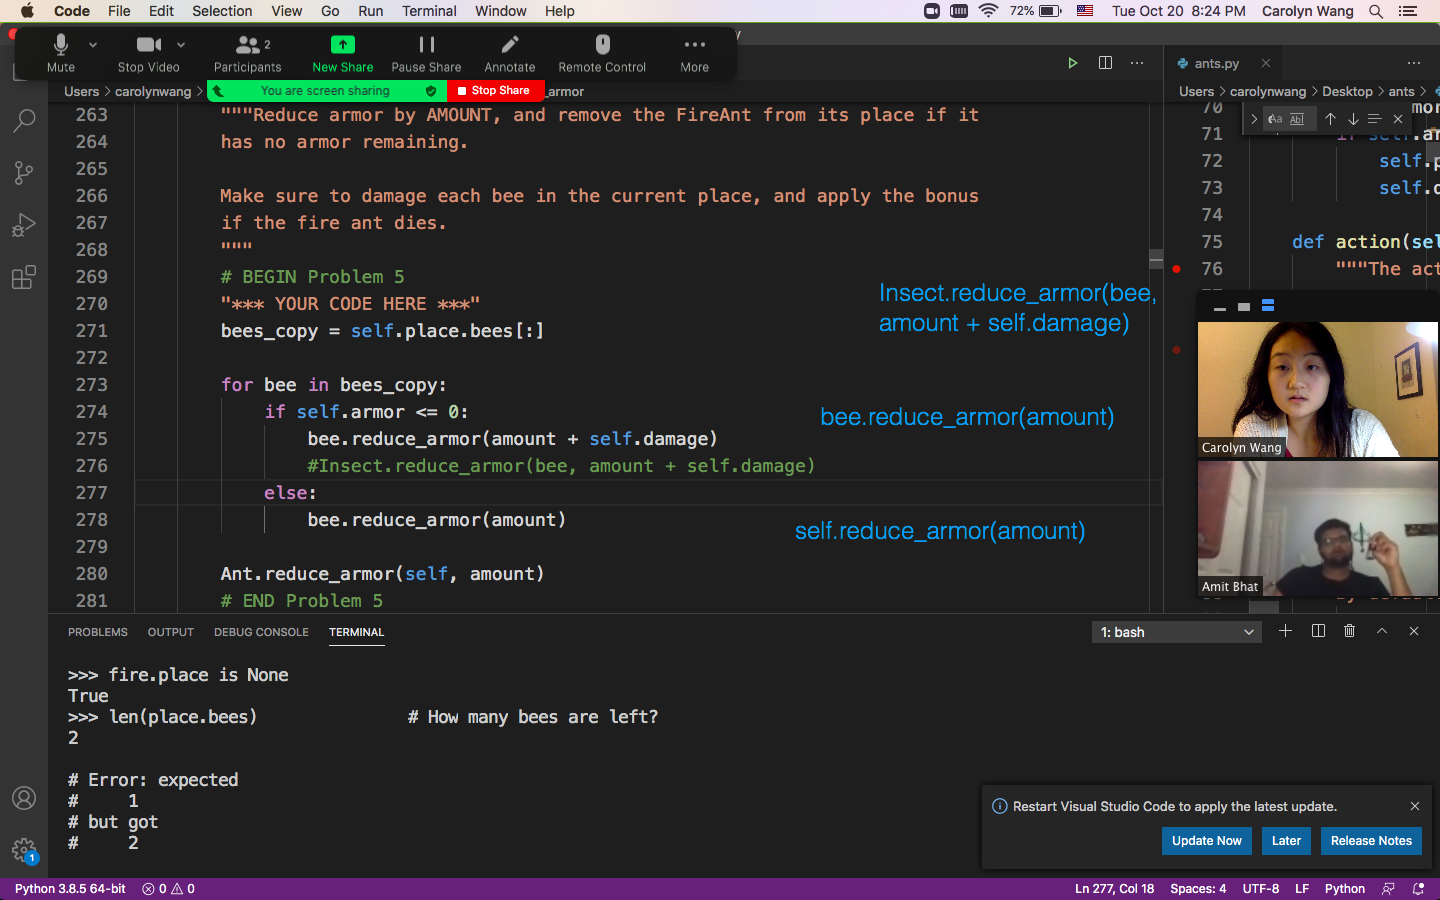 Code File Edit Selection View Go Run Terminal Window Help 72% Tue Oct 20 8:24 PM Carolyn Wang
Mute Stop Video Participants 2 New Share Pause Share Annotate Remote Control More
You are screen sharing Stop Share
ants.py
Users > carolynwang > _armor
Users > carolynwang > Desktop > ants >
263 """Reduce armor by AMOUNT, and remove the FireAnt from its place if it
264 has no armor remaining.
265
266 Make sure to damage each bee in the current place, and apply the bonus
267 if the fire ant dies.
268 """
269 # BEGIN Problem 5
270 "*** YOUR CODE HERE ***"
271 bees_copy = self.place.bees[:]
272
273 for bee in bees_copy:
274 if self.armor <= 0:
275 bee.reduce_armor(amount + self.damage)
276 #Insect.reduce_armor(bee, amount + self.damage)
277 else:
278 bee.reduce_armor(amount)
279
280 Ant.reduce_armor(self, amount)
281 # END Problem 5
Insect.reduce_armor(bee,
amount + self.damage)
bee.reduce_armor(amount)
self.reduce_armor(amount)
Aa Abl
70
71 if self.ar
72 self.p
73 self.
74
75 def action(sel
76 """The act
Carolyn Wang
Amit Bhat
PROBLEMS OUTPUT DEBUG CONSOLE TERMINAL 1: bash
>>> fire.place is None
True
>>> len(place.bees) # How many bees are left?
2
# Error: expected
# 1
# but got
# 2
Restart Visual Studio Code to apply the latest update.
Update Now Later Release Notes
1
Python 3.8.5 64-bit 0 0 Ln 277, Col 18 Spaces: 4 UTF-8 LF Python